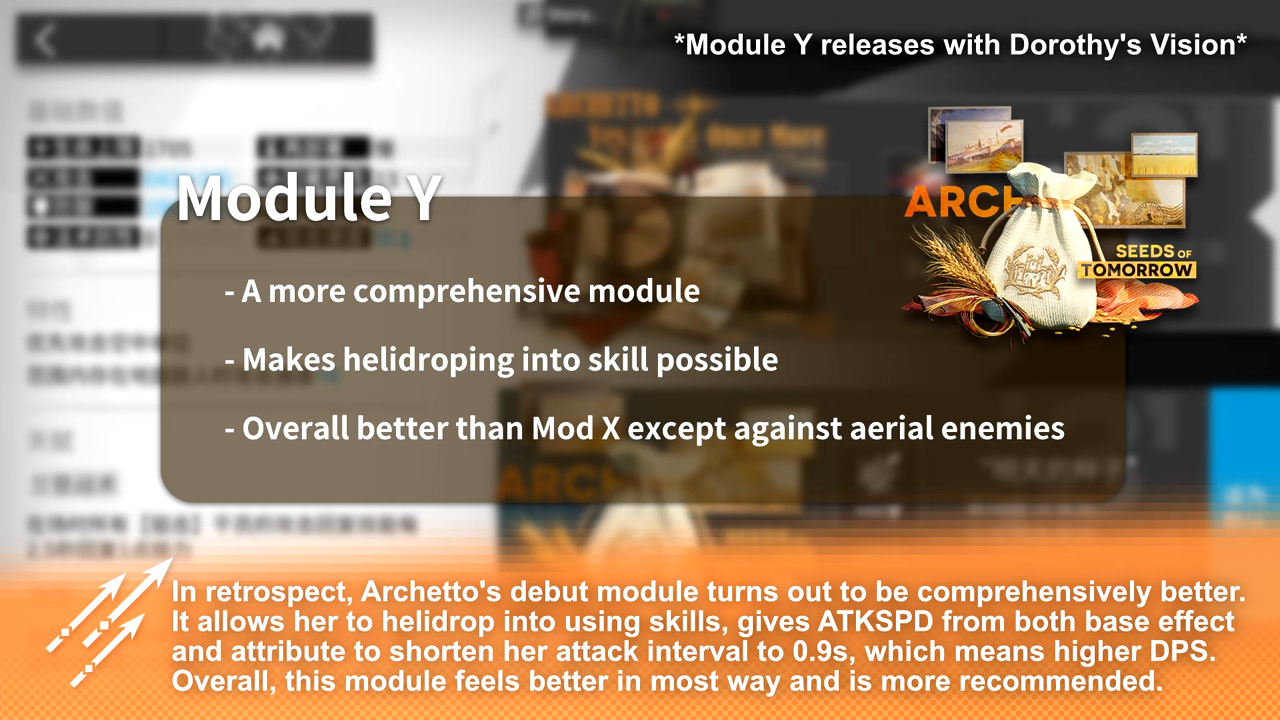 *Module Y releases with Dorothy's Vision*
ARCH
Module Y
SEEDS OF
TOMORROW
- A more comprehensive module
- Makes helidroping into skill possible
- Overall better than Mod X except against aerial enemies
In retrospect, Archetto's debut module turns out to be comprehensively better.
It allows her to helidrop into using skills, gives ATKSPD from both base effect
and attribute to shorten her attack interval to 0.9s, which means higher DPS.
Overall, this module feels better in most way and is more recommended.